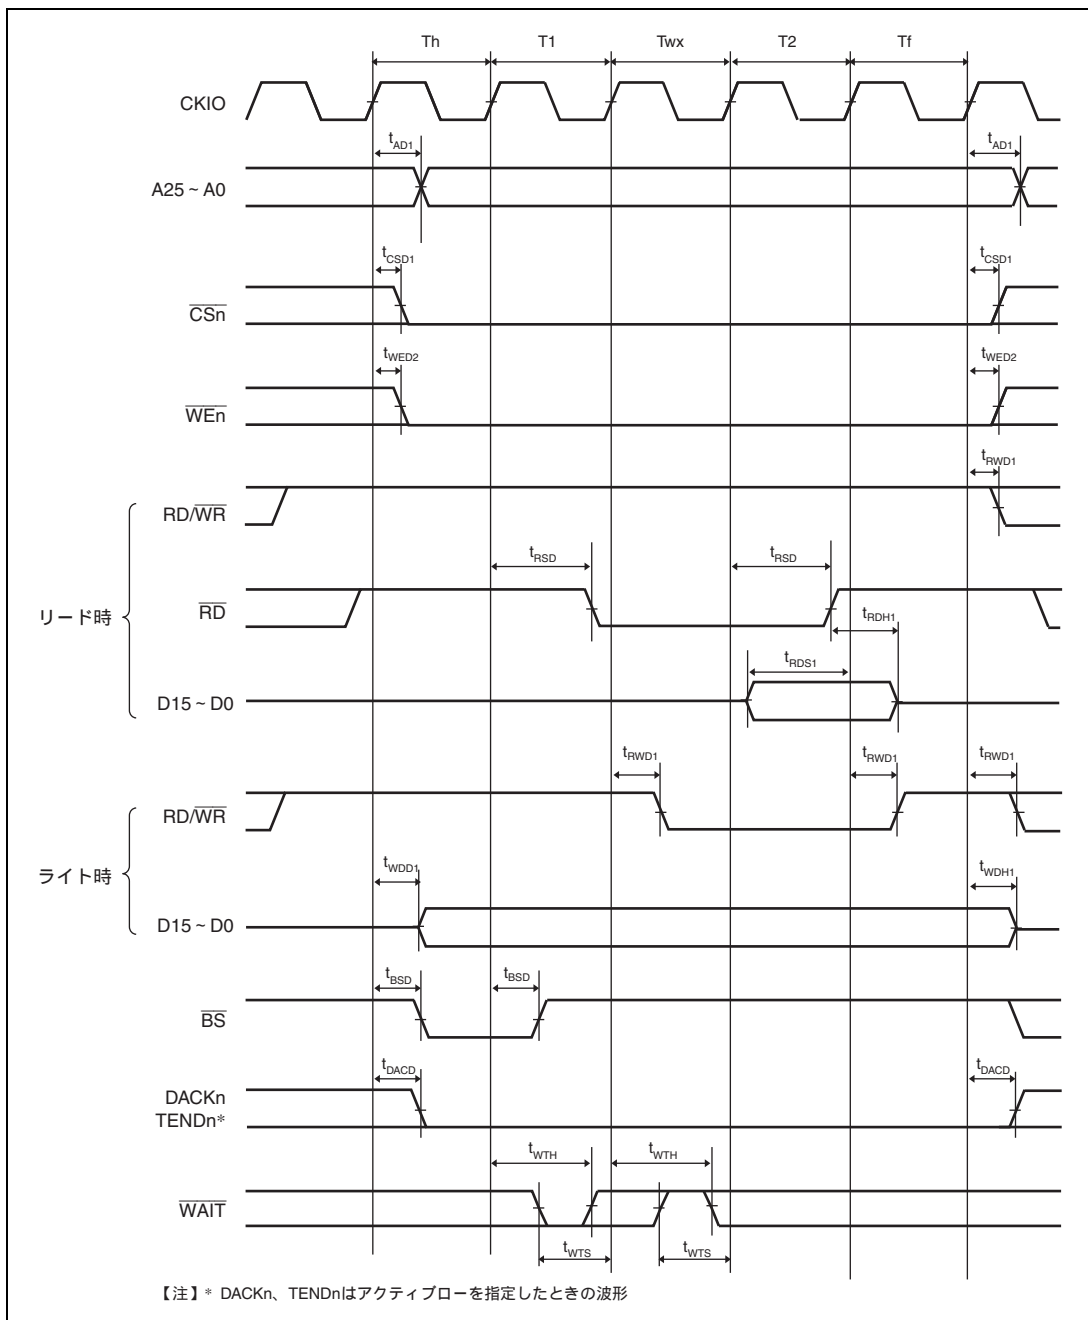 Th T1 Twx T2 Tf
CKIO
tAD1 tAD1
A25 ~ A0
tCSD1 tCSD1
CSn
tWED2 tWED2
WEn
tRWD1
RD/WR
tRSD tRSD
RD
tRDH1
リード時
tRDS1
D15 ~ D0
tRWD1 tRWD1 tRWD1
RD/WR
ライト時
tWDD1 tWDH1
D15 ~ D0
tBSD tBSD
BS
tDACD tDACD
DACKn
TENDn*
tWTH tWTH
WAIT
tWTS tWTS
【注】* DACKn、TENDnはアクティブローを指定したときの波形